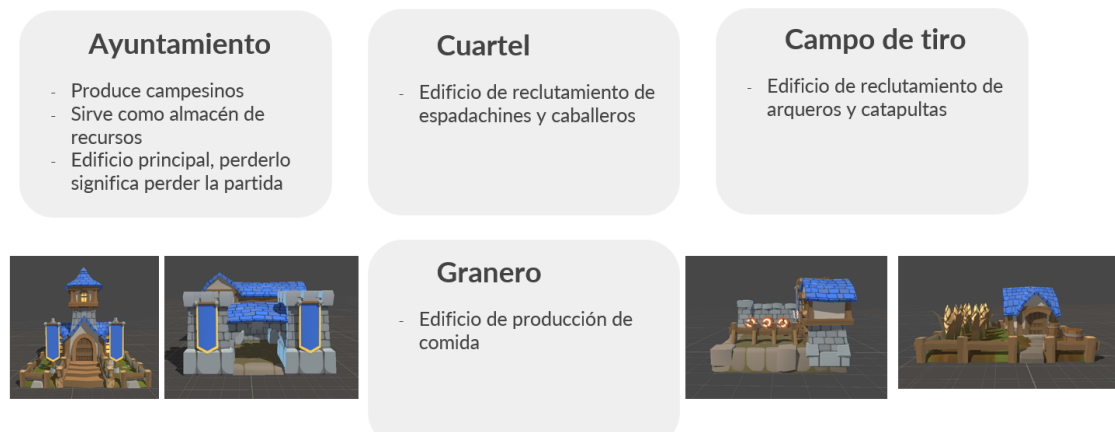 Ayuntamiento
- Produce campesinos
- Sirve como almacén de
recursos
- Edificio principal, perderlo
significa perder la partida
Cuartel
- Edificio de reclutamiento de
espadachines y caballeros
Campo de tiro
- Edificio de reclutamiento de
arqueros y catapultas
Granero
- Edificio de producción de
comida